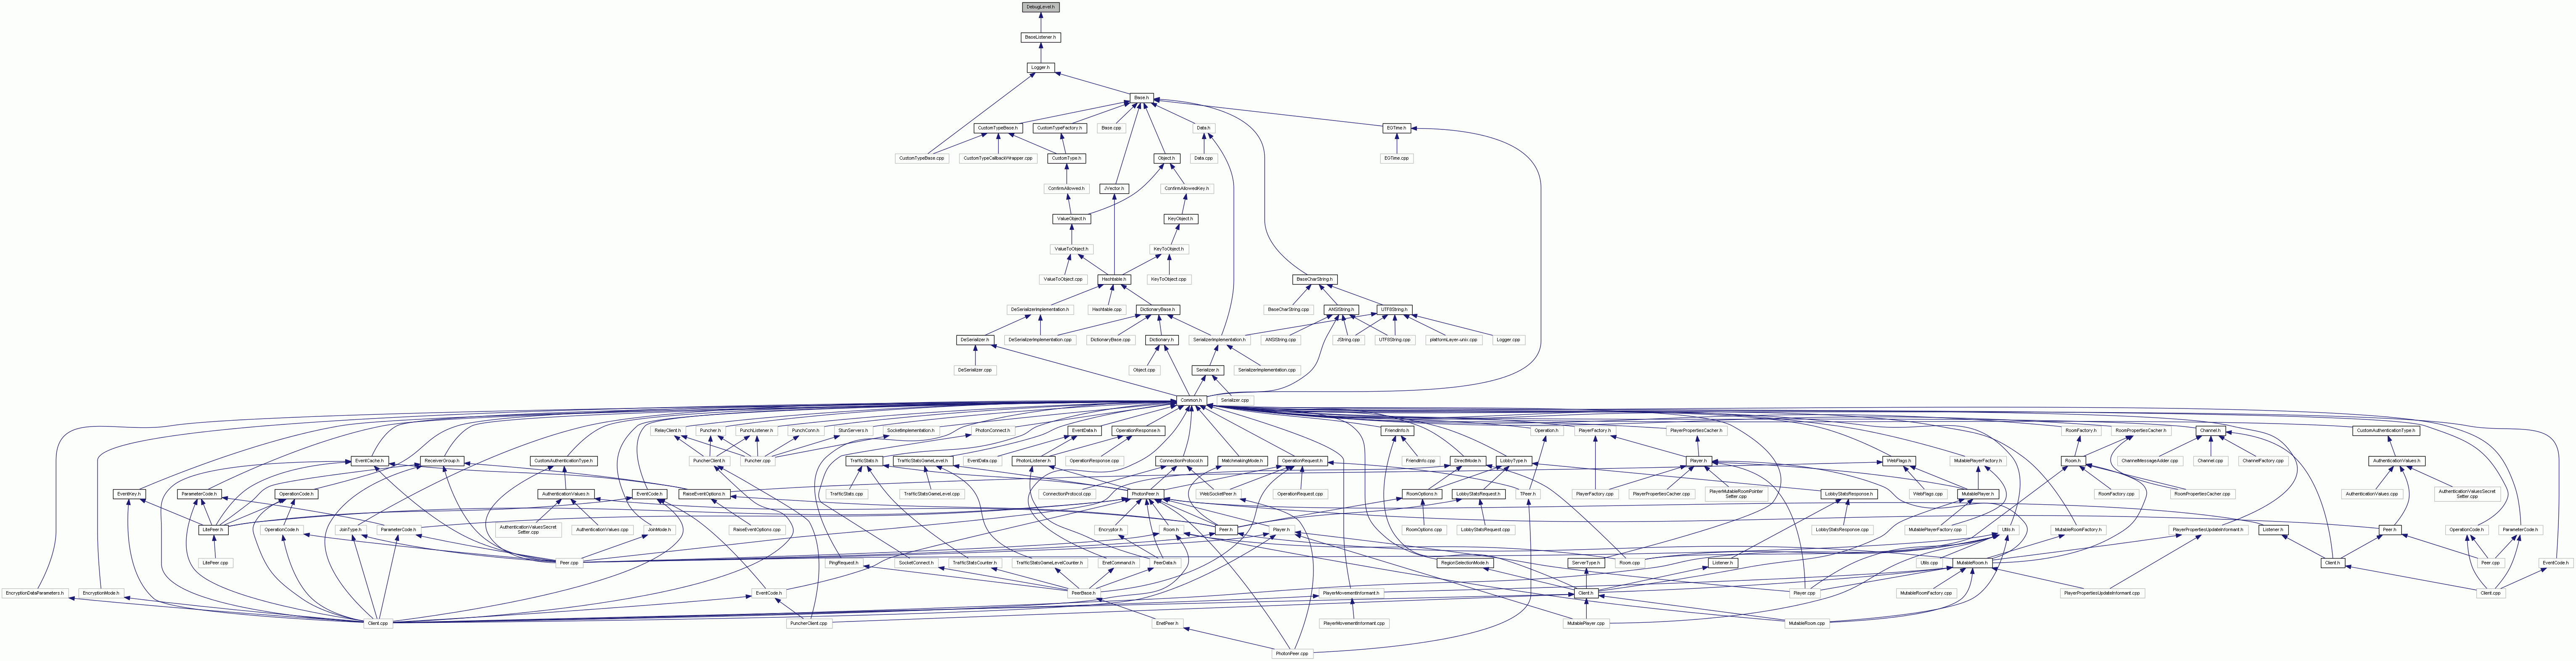 DebugLevel.h
BaseListener.h
Logger.h
Base.h
CustomTypeBase.h
CustomTypeFactory.h
Base.cpp
Data.h
EGTime.h
CustomTypeBase.cpp
CustomTypeCallbackWrapper.cpp
CustomType.h
Object.h
Data.cpp
EGTime.cpp
ConfirmAllowed.h
JVector.h
ConfirmAllowedKey.h
ValueObject.h
KeyObject.h
ValueToObject.h
KeyToObject.h
ValueToObject.cpp
Hashtable.h
KeyToObject.cpp
BaseCharString.h
DeSerializerImplementation.h
Hashtable.cpp
DictionaryBase.h
BaseCharString.cpp
ANSIString.h
UTF8String.h
DeSerializer.h
DeSerializerImplementation.cpp
DictionaryBase.cpp
Dictionary.h
SerializerImplementation.h
ANSIString.cpp
JString.cpp
UTF8String.cpp
platformLayer-unix.cpp
Logger.cpp
DeSerializer.cpp
Object.cpp
Serializer.h
SerializerImplementation.cpp
Common.h
Serializer.cpp
RelayClient.h
Puncher.h
PunchListener.h
PunchConn.h
StunServers.h
SocketImplementation.h
PhotonConnect.h
EventData.h
OperationResponse.h
FriendInfo.h
Operation.h
PlayerFactory.h
PlayerPropertiesCacher.h
RoomFactory.h
RoomPropertiesCacher.h
Channel.h
CustomAuthenticationType.h
EventCache.h
ReceiverGroup.h
CustomAuthenticationType.h
PuncherClient.h
Puncher.cpp
TrafficStats.h
TrafficStatsGameLevel.h
EventData.cpp
PhotonListener.h
OperationResponse.cpp
ConnectionProtocol.h
MatchmakingMode.h
OperationRequest.h
FriendInfo.cpp
DirectMode.h
LobbyType.h
Player.h
WebFlags.h
MutablePlayerFactory.h
Room.h
ChannelMessageAdder.cpp
Channel.cpp
ChannelFactory.cpp
AuthenticationValues.h
EventKey.h
ParameterCode.h
OperationCode.h
AuthenticationValues.h
EventCode.h
RaiseEventOptions.h
TrafficStats.cpp
TrafficStatsGameLevel.cpp
ConnectionProtocol.cpp
PhotonPeer.h
WebSocketPeer.h
OperationRequest.cpp
RoomOptions.h
LobbyStatsRequest.h
TPeer.h
PlayerFactory.cpp
PlayerPropertiesCacher.cpp
PlayerMutableRoomPointer
Setter.cpp
LobbyStatsResponse.h
WebFlags.cpp
MutablePlayer.h
RoomFactory.cpp
RoomPropertiesCacher.cpp
AuthenticationValues.cpp
AuthenticationValuesSecret
Setter.cpp
LitePeer.h
OperationCode.h
AuthenticationValuesSecret
Setter.cpp
AuthenticationValues.cpp
JoinType.h
ParameterCode.h
JoinMode.h
RaiseEventOptions.cpp
Encryptor.h
Room.h
Peer.h
Player.h
RoomOptions.cpp
LobbyStatsRequest.cpp
LobbyStatsResponse.cpp
MutablePlayerFactory.cpp
Utils.h
MutableRoomFactory.h
PlayerPropertiesUpdateInformant.h
Listener.h
Peer.h
OperationCode.h
ParameterCode.h
LitePeer.cpp
Peer.cpp
PingRequest.h
SocketConnect.h
TrafficStatsCounter.h
TrafficStatsGameLevelCounter.h
EnetCommand.h
PeerData.h
RegionSelectionMode.h
ServerType.h
Room.cpp
Listener.h
Utils.cpp
MutableRoom.h
Client.h
Peer.cpp
EventCode.h
EncryptionDataParameters.h
EncryptionMode.h
EventCode.h
PeerBase.h
PlayerMovementInformant.h
Client.h
Player.cpp
MutableRoomFactory.cpp
PlayerPropertiesUpdateInformant.cpp
Client.cpp
Client.cpp
PuncherClient.cpp
EnetPeer.h
PlayerMovementInformant.cpp
MutablePlayer.cpp
MutableRoom.cpp
PhotonPeer.cpp